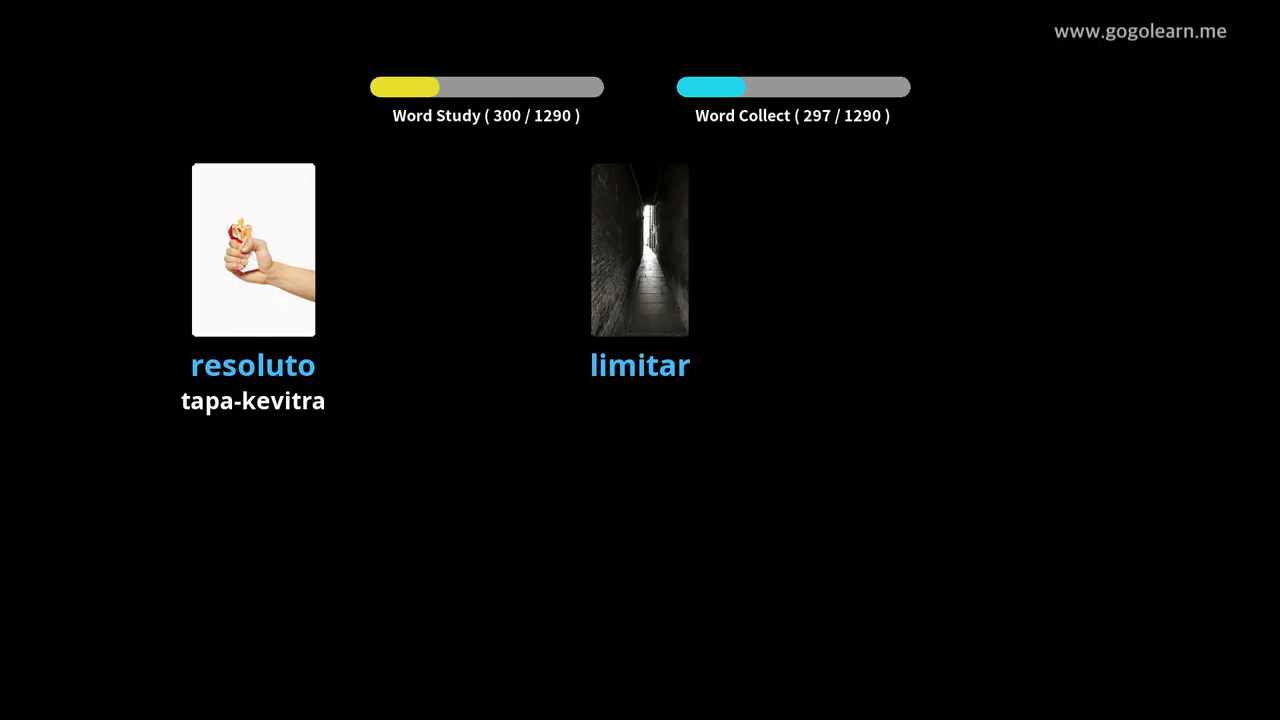 www.gogolearn.me
Word Study ( 300 / 1290 )
Word Collect ( 297 / 1290 )
resoluto
tapa-kevitra
limitar